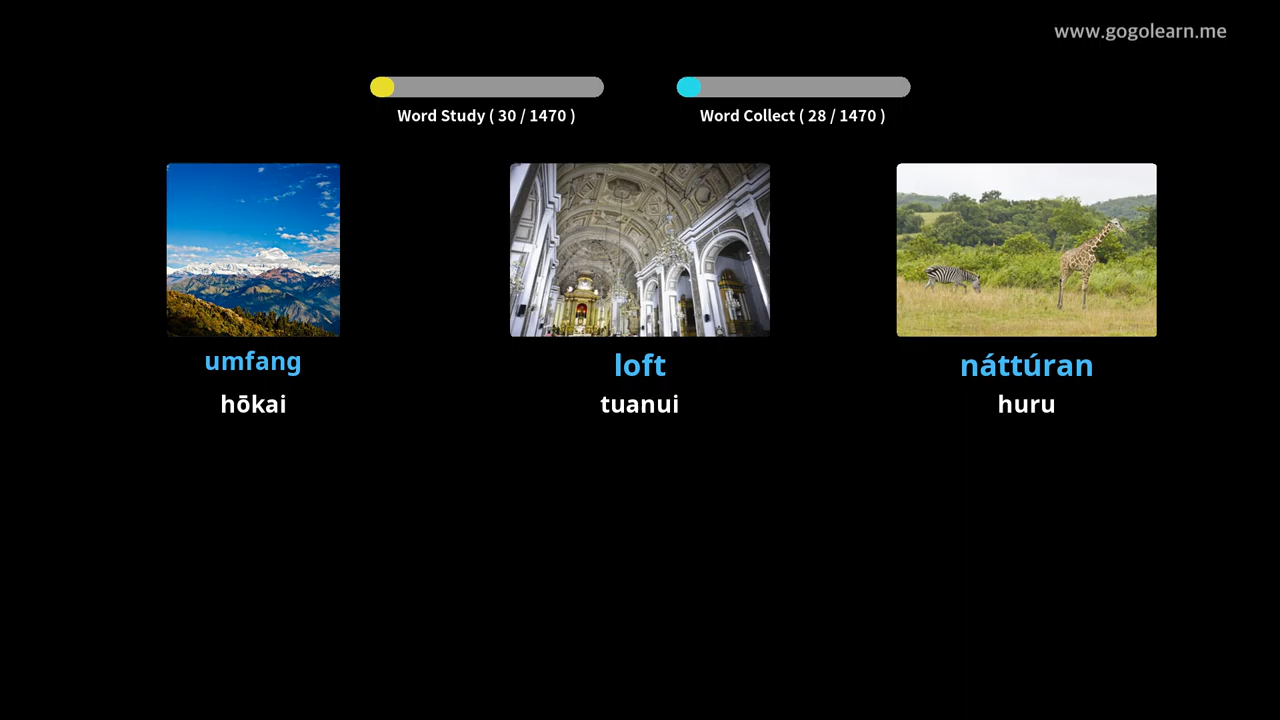 www.gogolearn.me
Word Study ( 30 / 1470 )
Word Collect ( 28 / 1470 )
umfang
hōkai
loft
tuanui
náttúran
huru